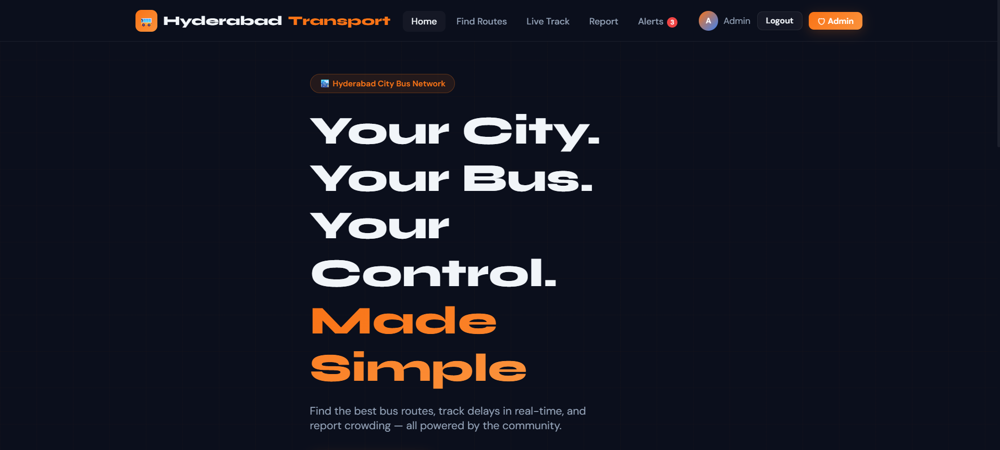 Hyderabad Transport
Home
Find Routes
Live Track
Report
Alerts 3
A Admin
Logout
Admin
Hyderabad City Bus Network
Your City.
Your Bus.
Your
Control.
Made
Simple
Find the best bus routes, track delays in real-time, and
report crowding — all powered by the community.